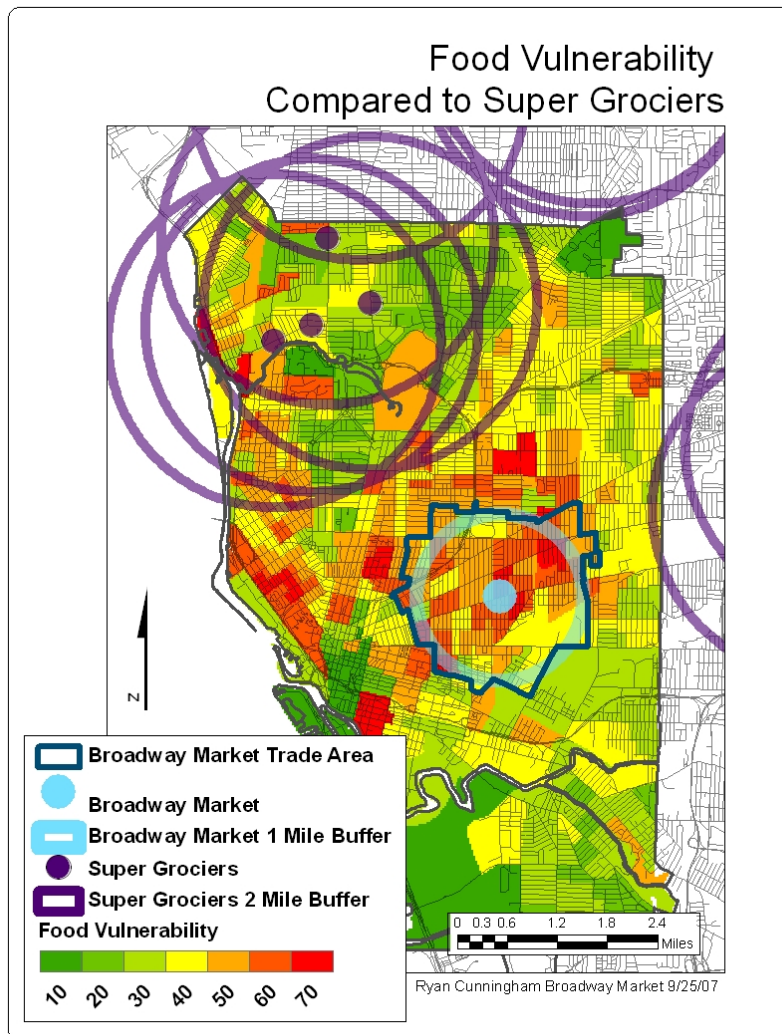 Food Vulnerability
Compared to Super Grociers
N
Broadway Market Trade Area
Broadway Market
Broadway Market 1 Mile Buffer
Super Grociers
Super Grociers 2 Mile Buffer
Food Vulnerability
10 20 30 40 50 60 70
0 0.3 0.6 1.2 1.8 2.4
Miles
Ryan Cunningham Broadway Market 9/25/07